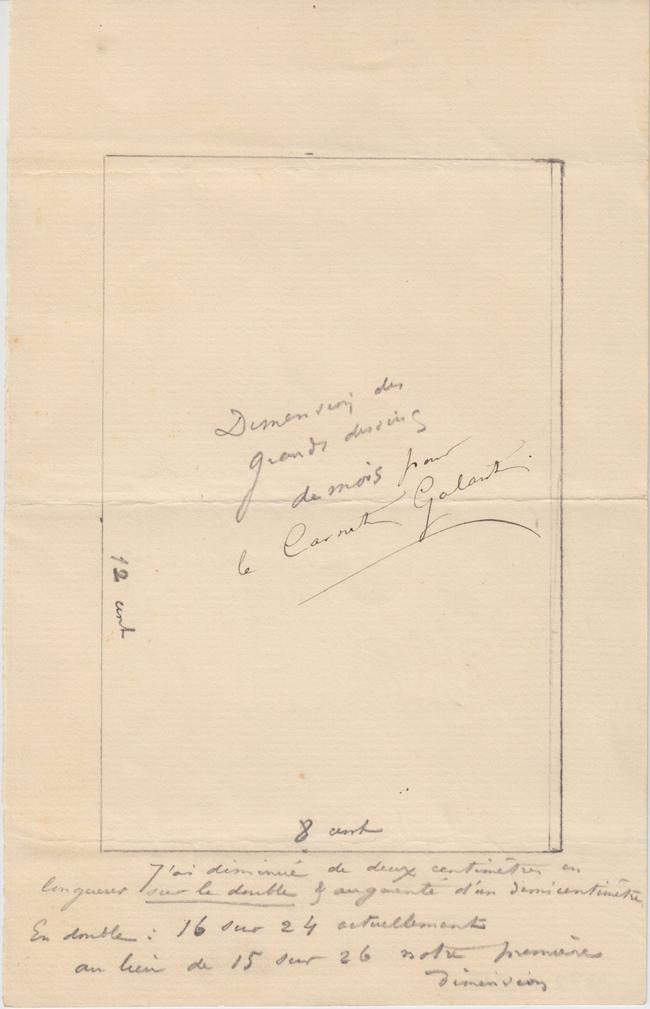 Dimension des
grands dessins
de mois pour
le Carnet Galant.
12 cent
8 cent
J'ai diminué de deux centimètres en
longueur sur le double & augmenté d'un demi centimètre
En double : 16 sur 24 actuellement
au lieu de 15 sur 26 notre première
dimension